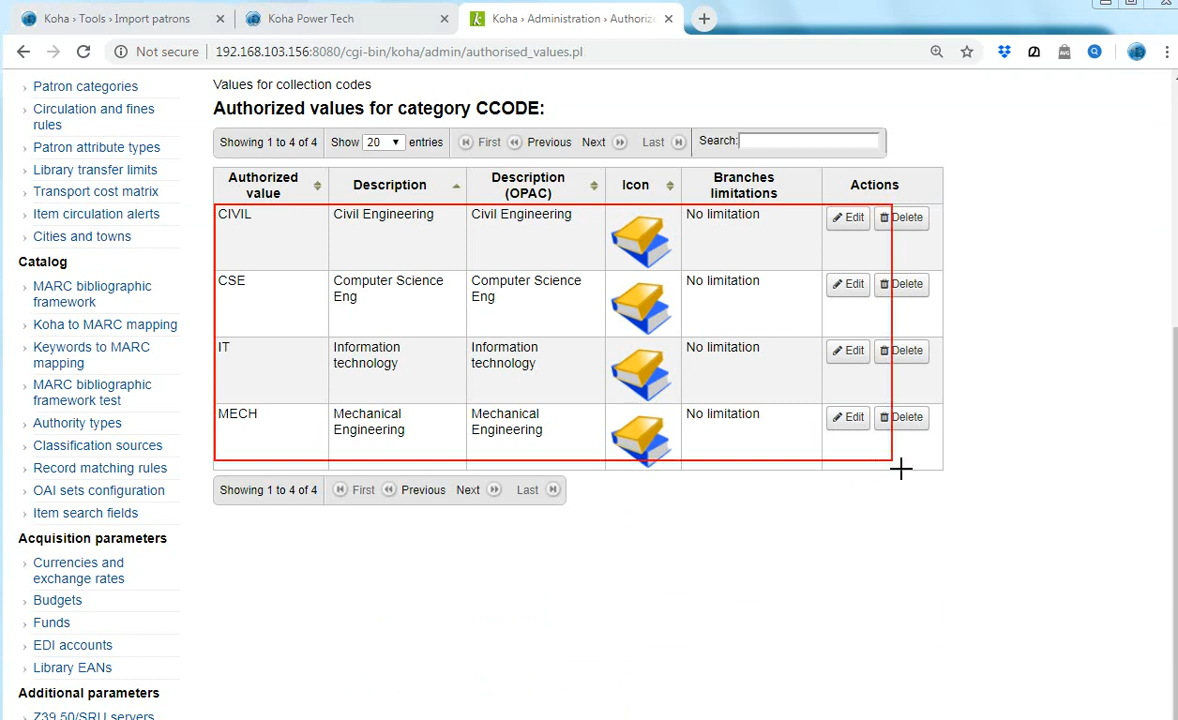 Koha › Tools › Import patrons
Koha Power Tech
Koha › Administration › Authoriz
Not secure
192.168.103.156:8080/cgi-bin/koha/admin/authorised_values.pl
Patron categories
Circulation and fines
rules
Patron attribute types
Library transfer limits
Transport cost matrix
Item circulation alerts
Cities and towns
Catalog
MARC bibliographic
framework
Koha to MARC mapping
Keywords to MARC
mapping
MARC bibliographic
framework test
Authority types
Classification sources
Record matching rules
OAI sets configuration
Item search fields
Acquisition parameters
Currencies and
exchange rates
Budgets
Funds
EDI accounts
Library EANs
Additional parameters
Z39.50/SRU servers
Values for collection codes
Authorized values for category CCODE:
Showing 1 to 4 of 4 Show 20 entries First Previous Next Last Search:
Authorized
value
Description
Description
(OPAC)
Icon
Branches
limitations
Actions
CIVIL Civil Engineering Civil Engineering No limitation Edit Delete
CSE Computer Science Computer Science No limitation Edit Delete
Eng Eng
IT Information Information No limitation Edit Delete
technology technology
MECH Mechanical Mechanical No limitation Edit Delete
Engineering Engineering
Showing 1 to 4 of 4 First Previous Next Last